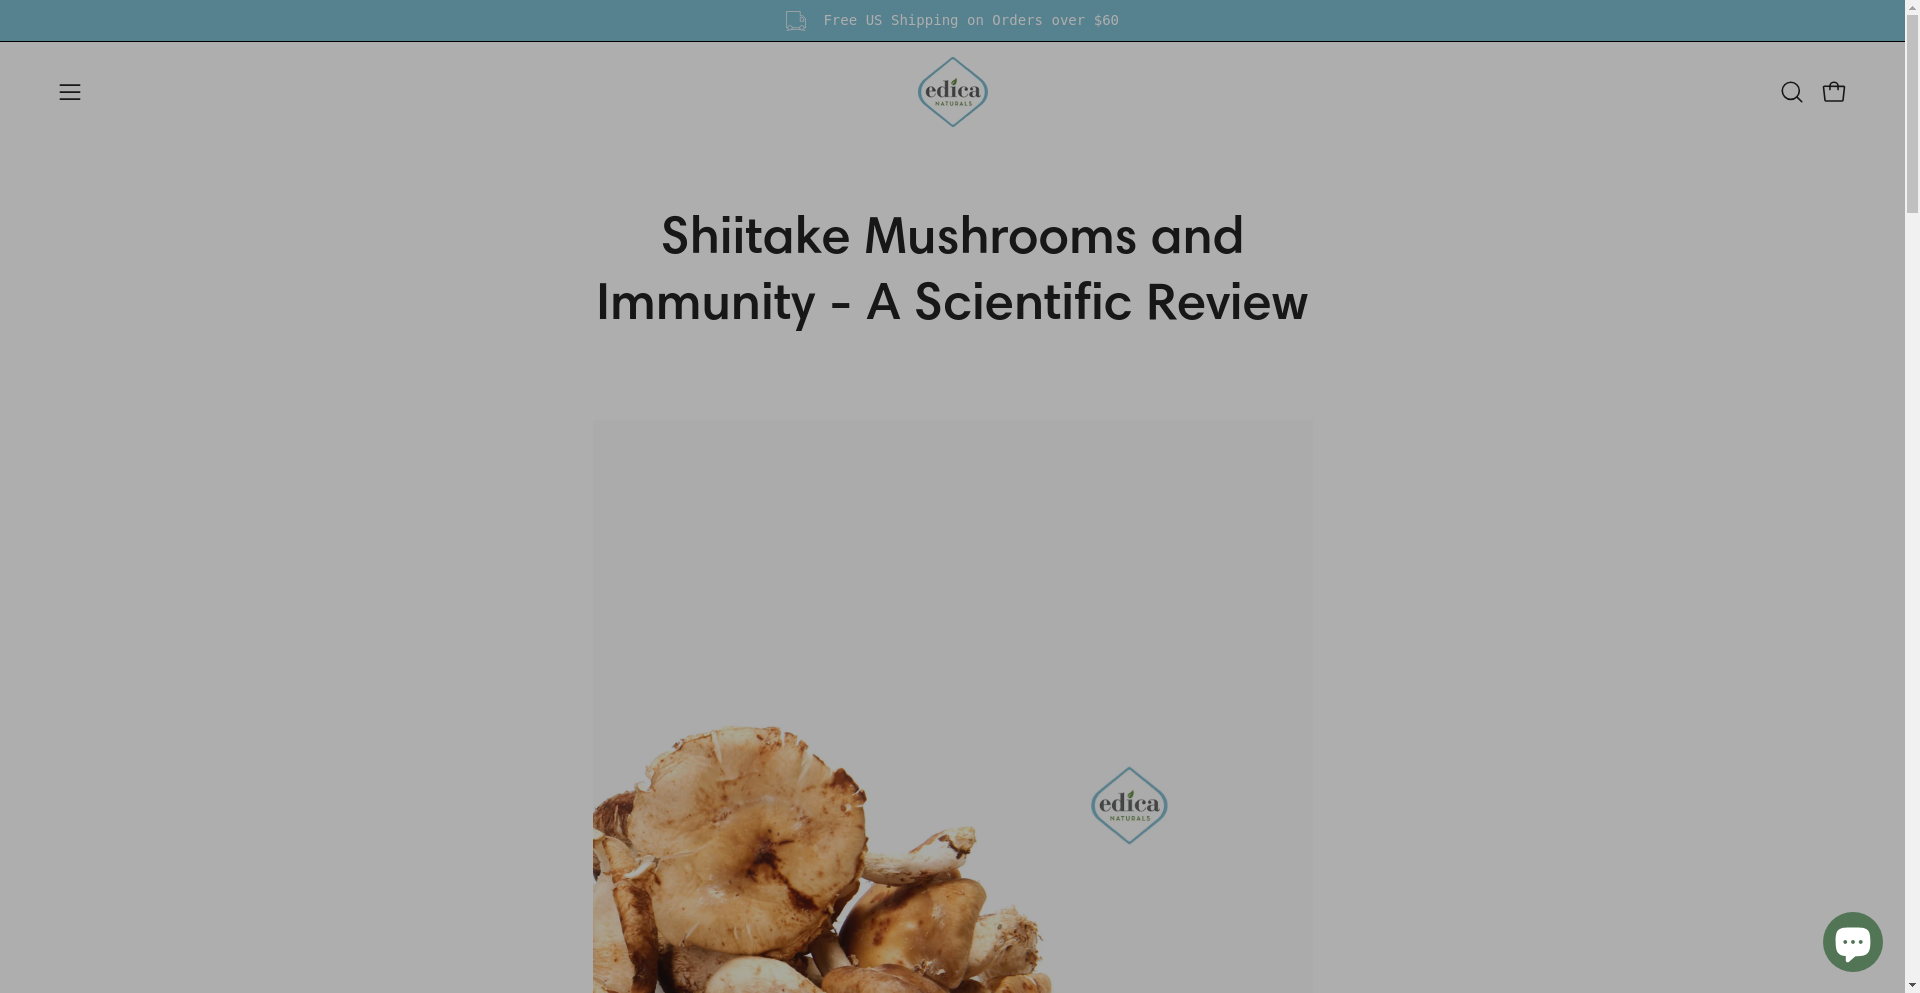 Free US Shipping on Orders over $60
edica
NATURALS
Shiitake Mushrooms and
Immunity - A Scientific Review
edica
NATURALS